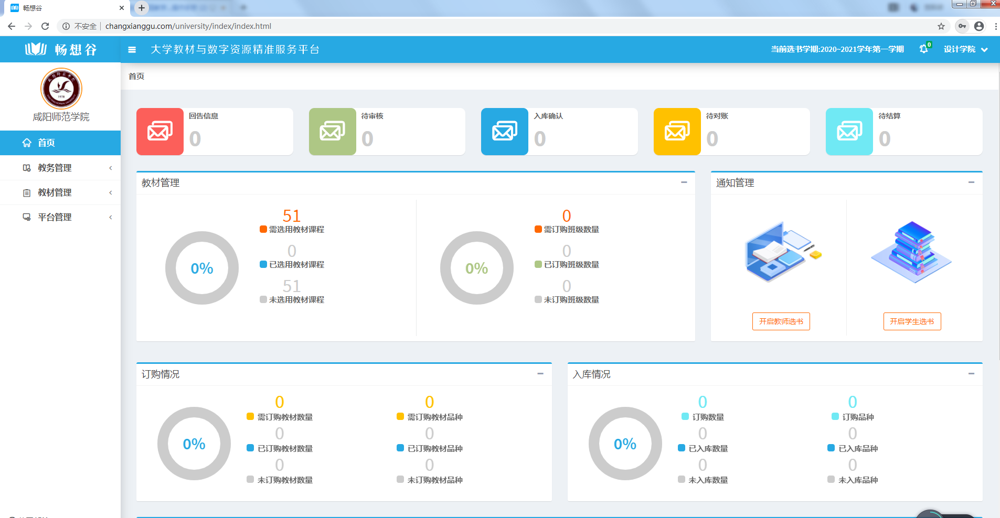 畅想谷
不安全 changxianggu.com/university/index/index.html
畅想谷
大学教材与数字资源精准服务平台
当前选书学期:2020~2021学年第一学期
0
设计学院
1978
咸阳师范学院
首页
教务管理
教材管理
平台管理
首页
回告信息
0
待审核
0
入库确认
0
待对账
0
待结算
0
教材管理
0%
51
需选用教材课程
0
已选用教材课程
51
未选用教材课程
0%
0
需订购班级数量
0
已订购班级数量
0
未订购班级数量
通知管理
开启教师选书
开启学生选书
订购情况
0%
0
需订购教材数量
0
已订购教材数量
0
未订购教材数量
0
需订购教材品种
0
已订购教材品种
0
未订购教材品种
入库情况
0%
0
订购数量
0
已入库数量
0
未入库数量
0
订购品种
0
已入库品种
0
未入库品种